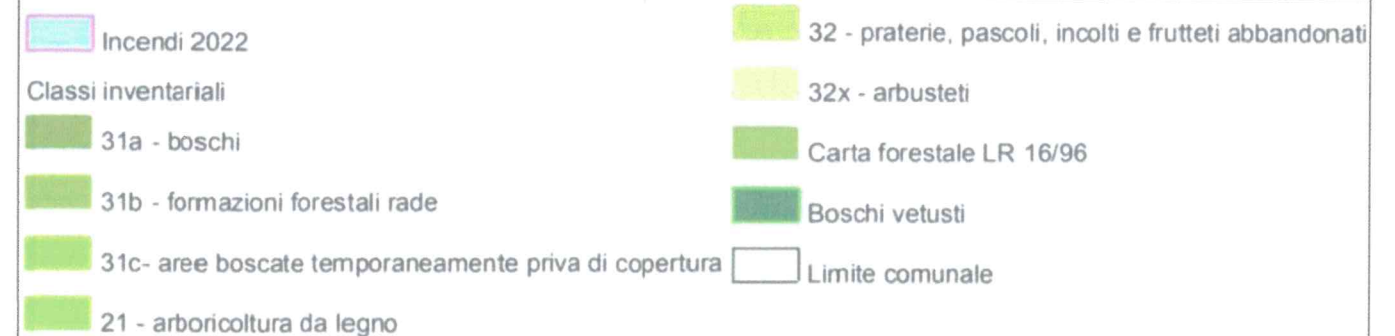 Incendi 2022
Classi inventariali
31a - boschi
31b - formazioni forestali rade
31c- aree boscate temporaneamente priva di copertura
21 - arboricoltura da legno
32 - praterie, pascoli, incolti e frutteti abbandonati
32x - arbusteti
Carta forestale LR 16/96
Boschi vetusti
Limite comunale